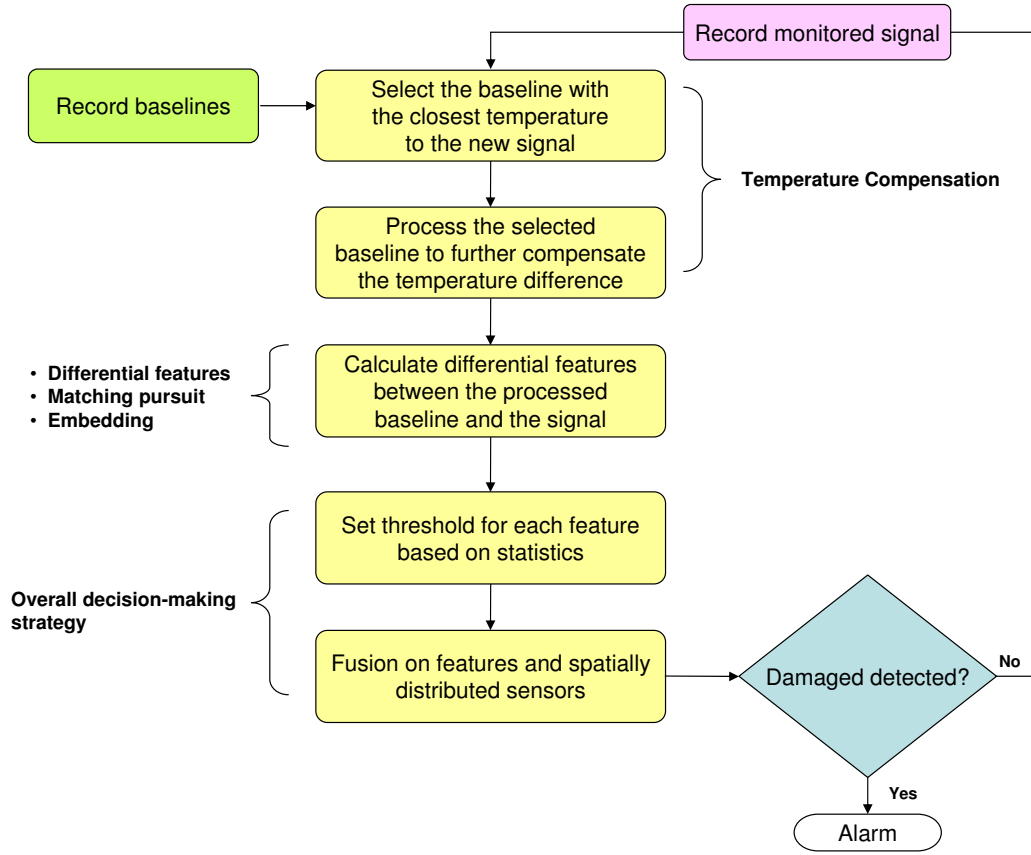 Record monitored signal
Record baselines
Select the baseline with
the closest temperature
to the new signal
Temperature Compensation
Process the selected
baseline to further compensate
the temperature difference
• Differential features
• Matching pursuit
• Embedding
Calculate differential features
between the processed
baseline and the signal
Set threshold for each feature
based on statistics
Overall decision-making
strategy
Fusion on features and spatially
distributed sensors
Damaged detected?
No
Yes
Alarm